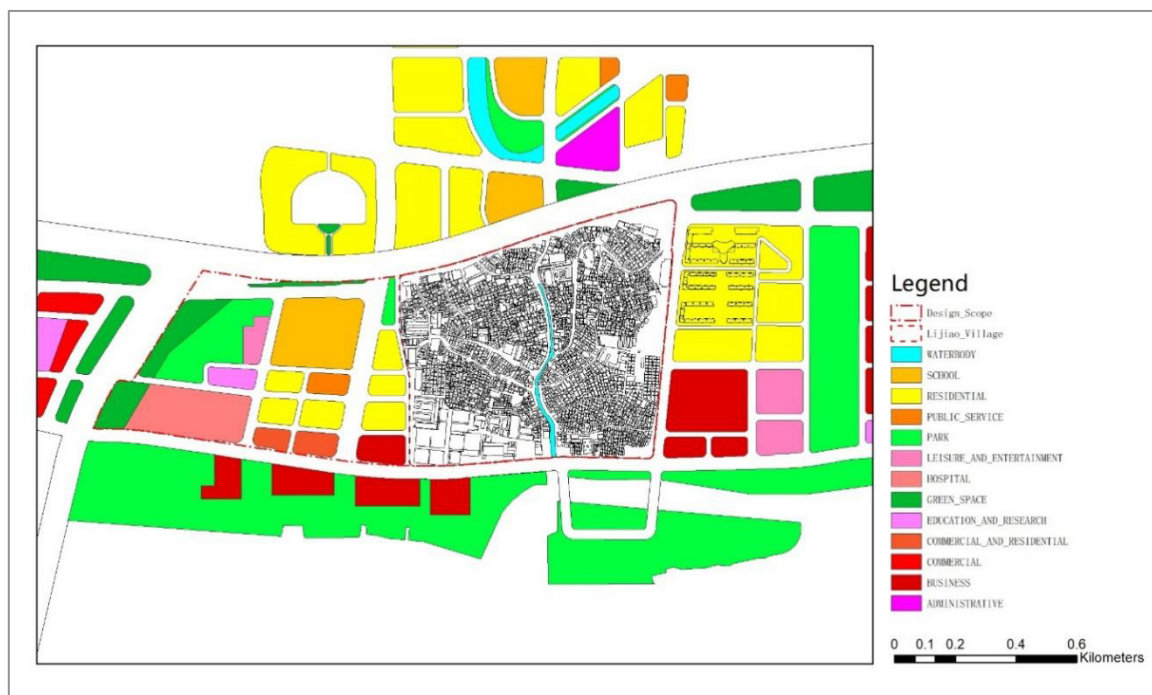 Legend
Design_Scope
Lijiao_Village
WATERBODY
SCHOOL
RESIDENTIAL
PUBLIC_SERVICE
PARK
LEISURE_AND_ENTERTAINMENT
HOSPITAL
GREEN_SPACE
EDUCATION_AND_RESEARCH
COMMERCIAL_AND_RESIDENTIAL
COMMERCIAL
BUSINESS
ADMINISTRATIVE
0 0.1 0.2 0.4 0.6
Kilometers